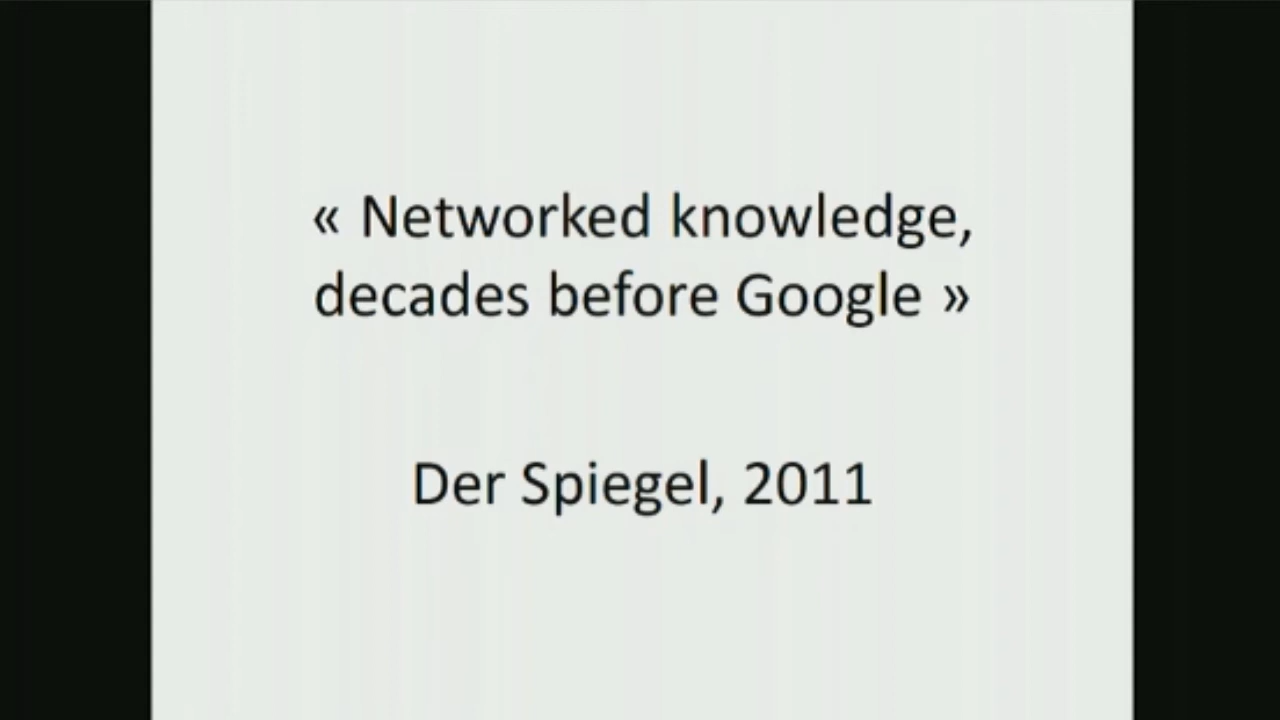 « Networked knowledge,
decades before Google »
Der Spiegel, 2011